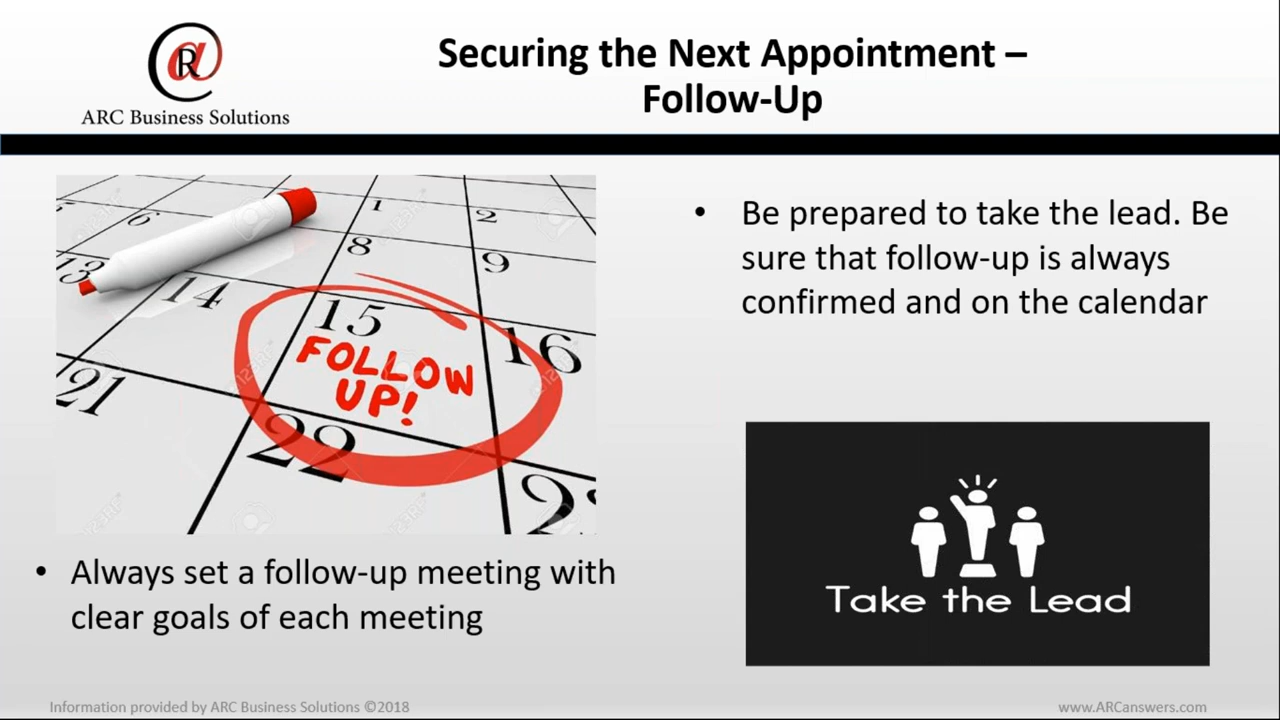 R
ARC Business Solutions
Securing the Next Appointment –
Follow-Up
5
6
1
2
8
9
13
14
15
16
FOLLOW
UP!
21
22
• Be prepared to take the lead. Be
sure that follow-up is always
confirmed and on the calendar
• Always set a follow-up meeting with
clear goals of each meeting
Take the Lead
Information provided by ARC Business Solutions ©2018
www.ARCanswers.com